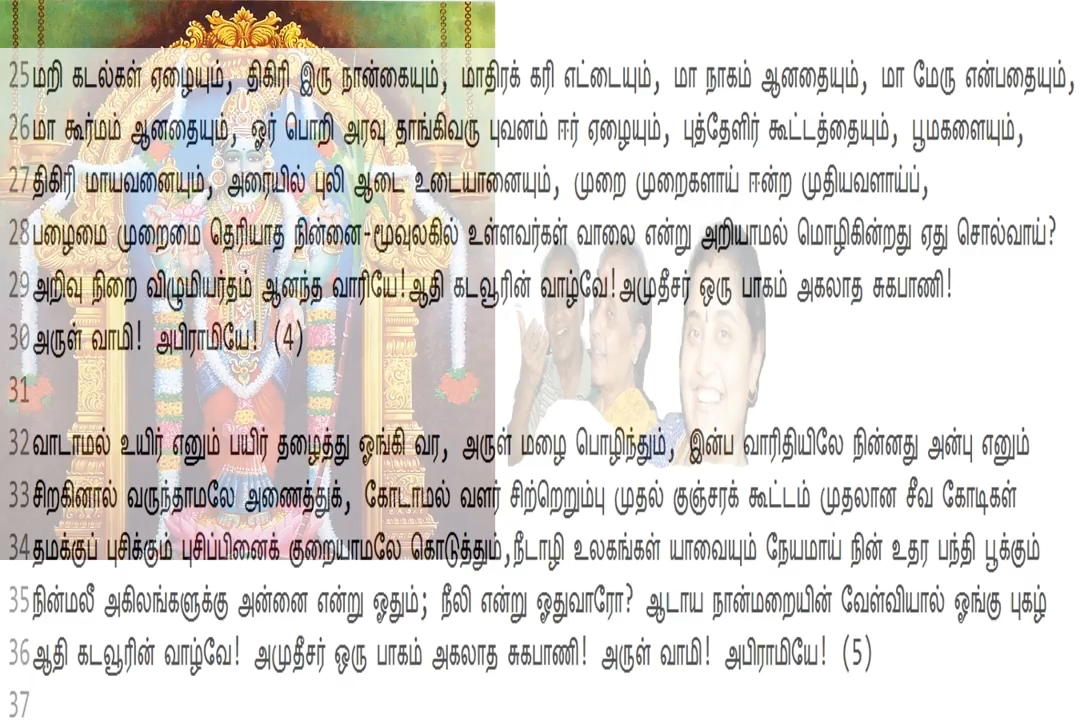 25 மறி கடல்கள் ஏழையும், திகிரி இரு நான்கையும், மாதிரக் கரி எட்டையும், மா நாகம் ஆனதையும், மா மேரு என்பதையும்,
26 மா கூர்மம் ஆனதையும், ஓர் பொறி அரவு தாங்கிவரு புவனம் ஈர் ஏழையும், புத்தேளிர் கூட்டத்தையும், பூமகளையும்,
27 திகிரி மாயவனையும், அரையில் புலி ஆடை உடையானையும், முறை முறைகளாய் ஈன்ற முதியவளாய்ப்,
28 பழைமை முறைமை தெரியாத நின்னை-மூவுலகில் உள்ளவர்கள் வாலை என்று அறியாமல் மொழிகின்றது ஏது சொல்வாய்?
29 அறிவு நிறை விழுமியர்தம் ஆனந்த வாரியே!ஆதி கடவூரின் வாழ்வே!அமுதீசர் ஒரு பாகம் அகலாத சுகபாணி!
30 அருள் வாமி! அபிராமியே! (4)
31
32 வாடாமல் உயிர் எனும் பயிர் தழைத்து ஓங்கி வர, அருள் மழை பொழிந்தும், இன்ப வாரிதியிலே நின்னது அன்பு எனும்
33 சிறகினால் வருந்தாமலே அணைத்துக், கோடாமல் வளர் சிற்றெறும்பு முதல் குஞ்சரக் கூட்டம் முதலான சீவ கோடிகள்
34 தமக்குப் புசிக்கும் புசிப்பினைக் குறையாமலே கொடுத்தும்,நீடாழி உலகங்கள் யாவையும் நேயமாய் நின் உதர பந்தி பூக்கும்
35 நின்மலீ அகிலங்களுக்கு அன்னை என்று ஓதும்; நீலி என்று ஓதுவாரோ? ஆடாய நான்மறையின் வேள்வியால் ஓங்கு புகழ்
36 ஆதி கடவூரின் வாழ்வே! அமுதீசர் ஒரு பாகம் அகலாத சுகபாணி! அருள் வாமி! அபிராமியே! (5)
37